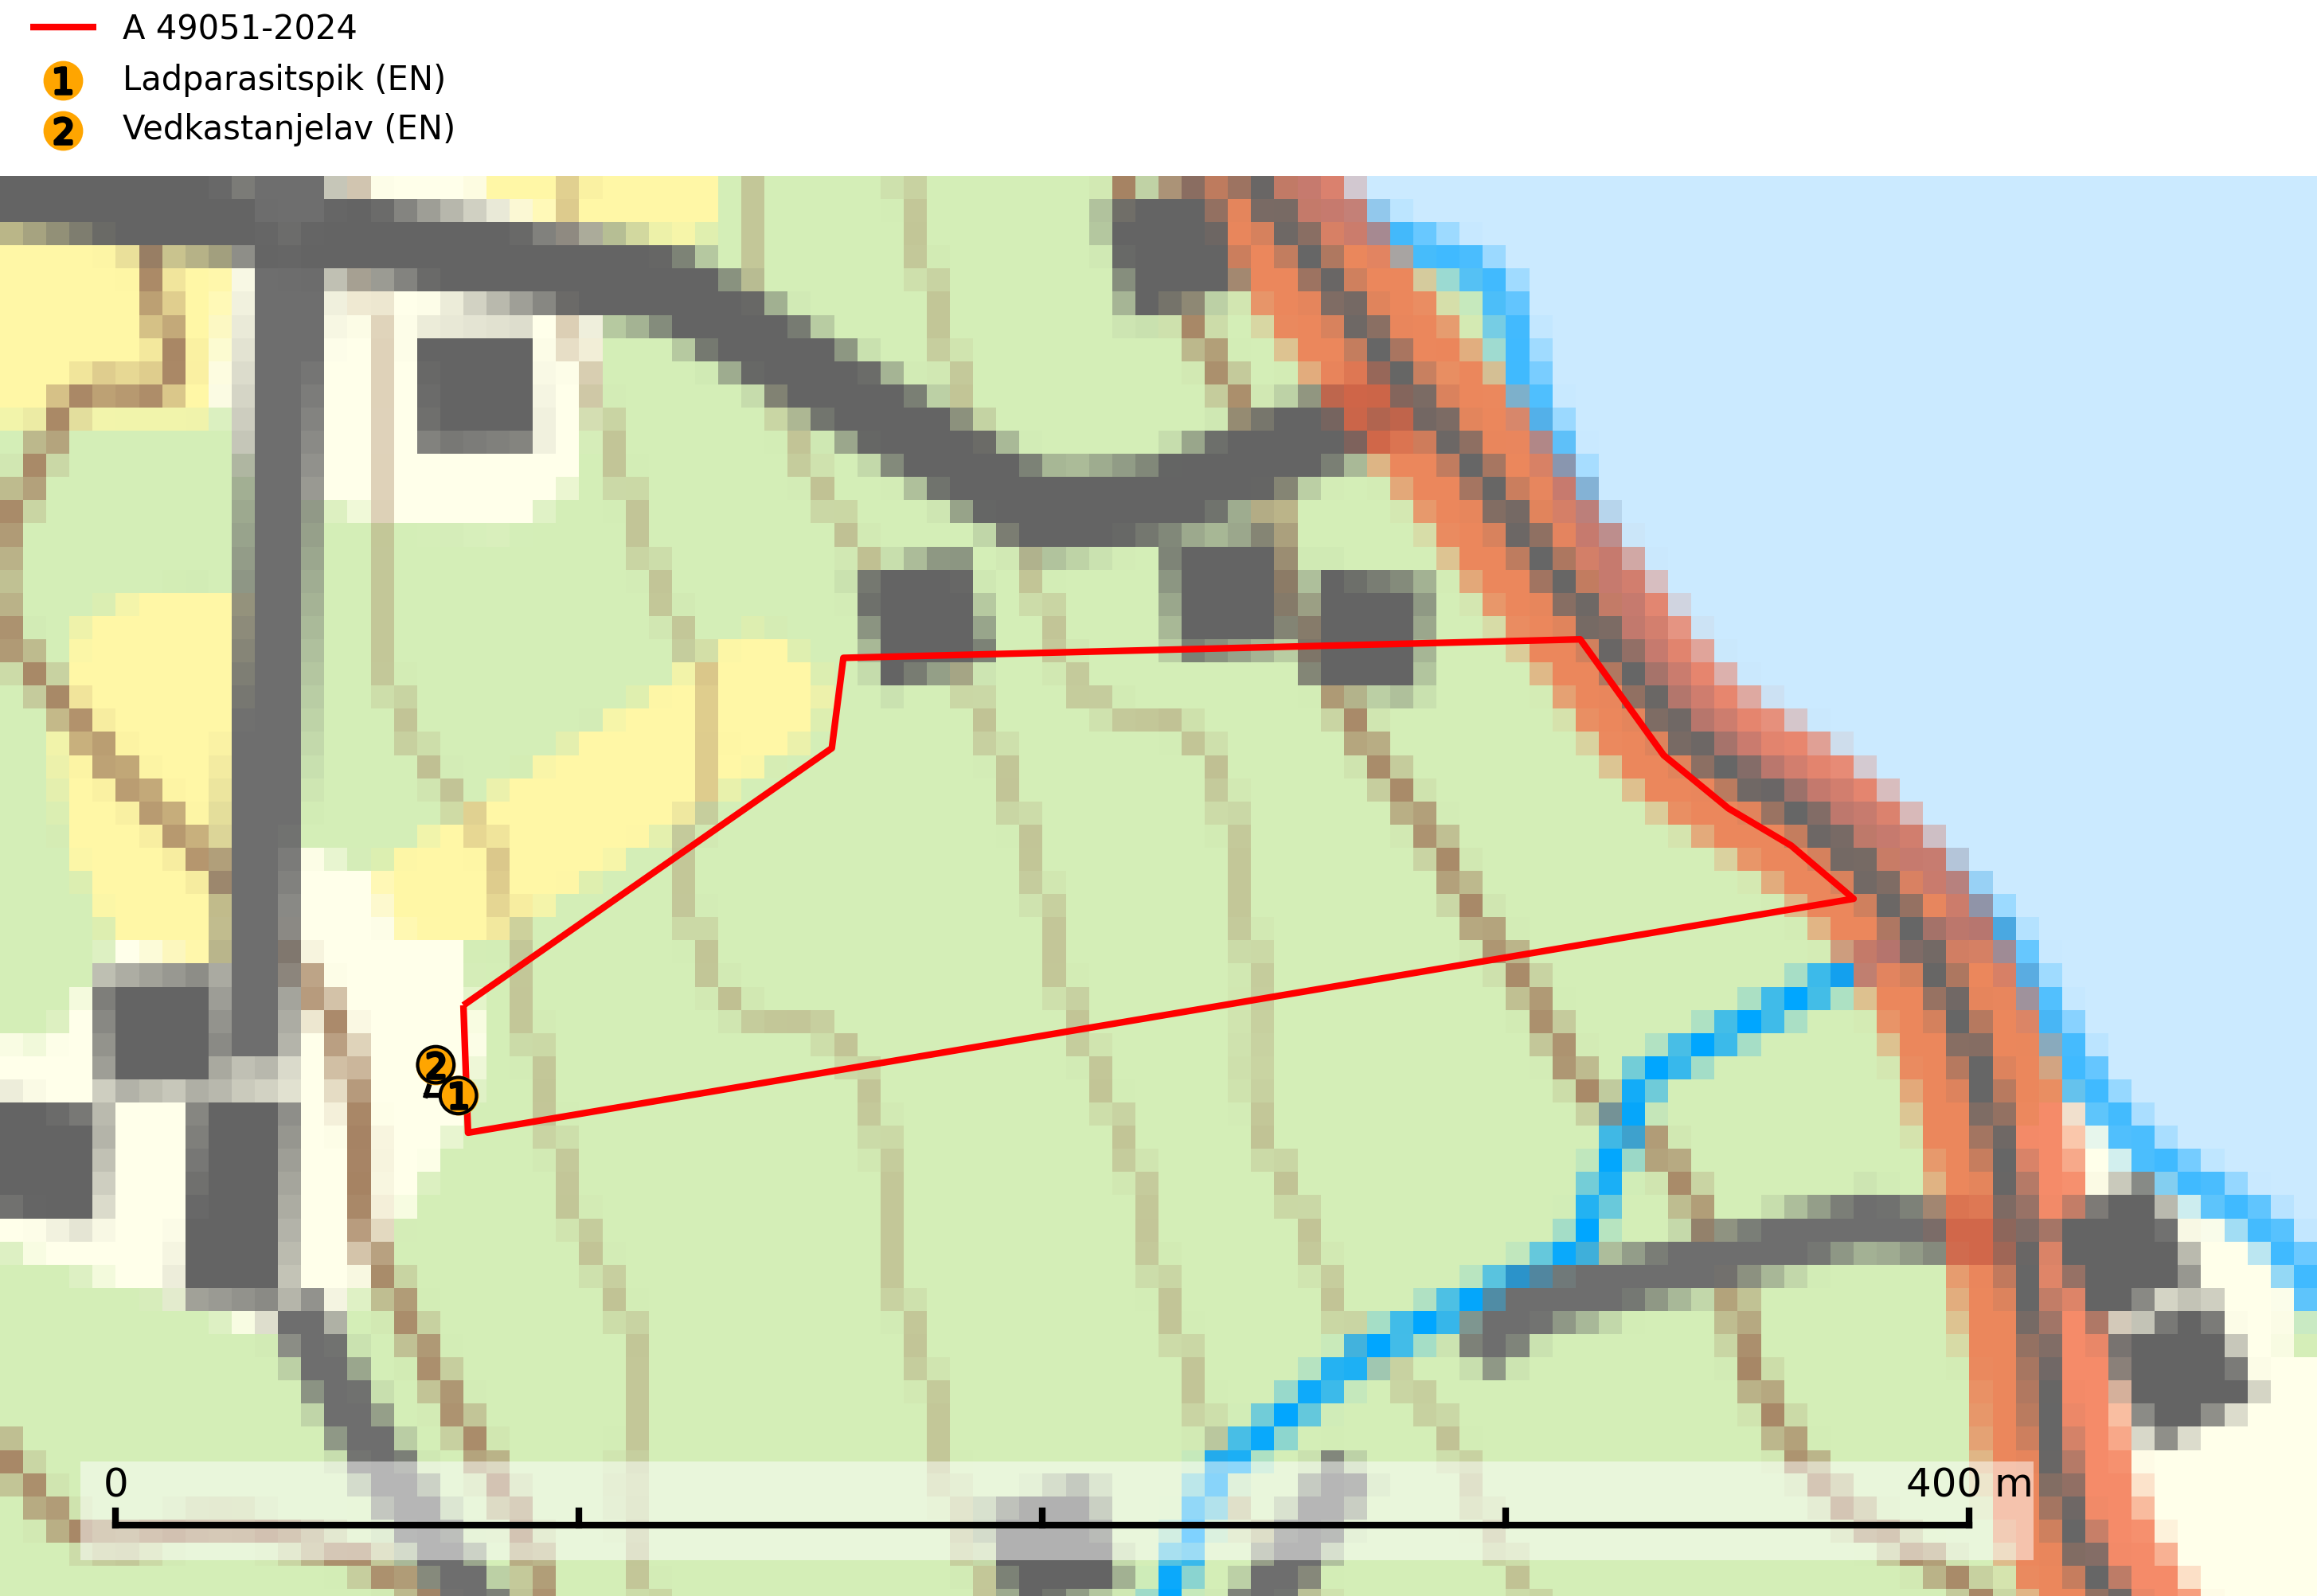 A 49051-2024
1 Ladparasitspik (EN)
2 Vedkastanjelav (EN)
2
1
0 400 m